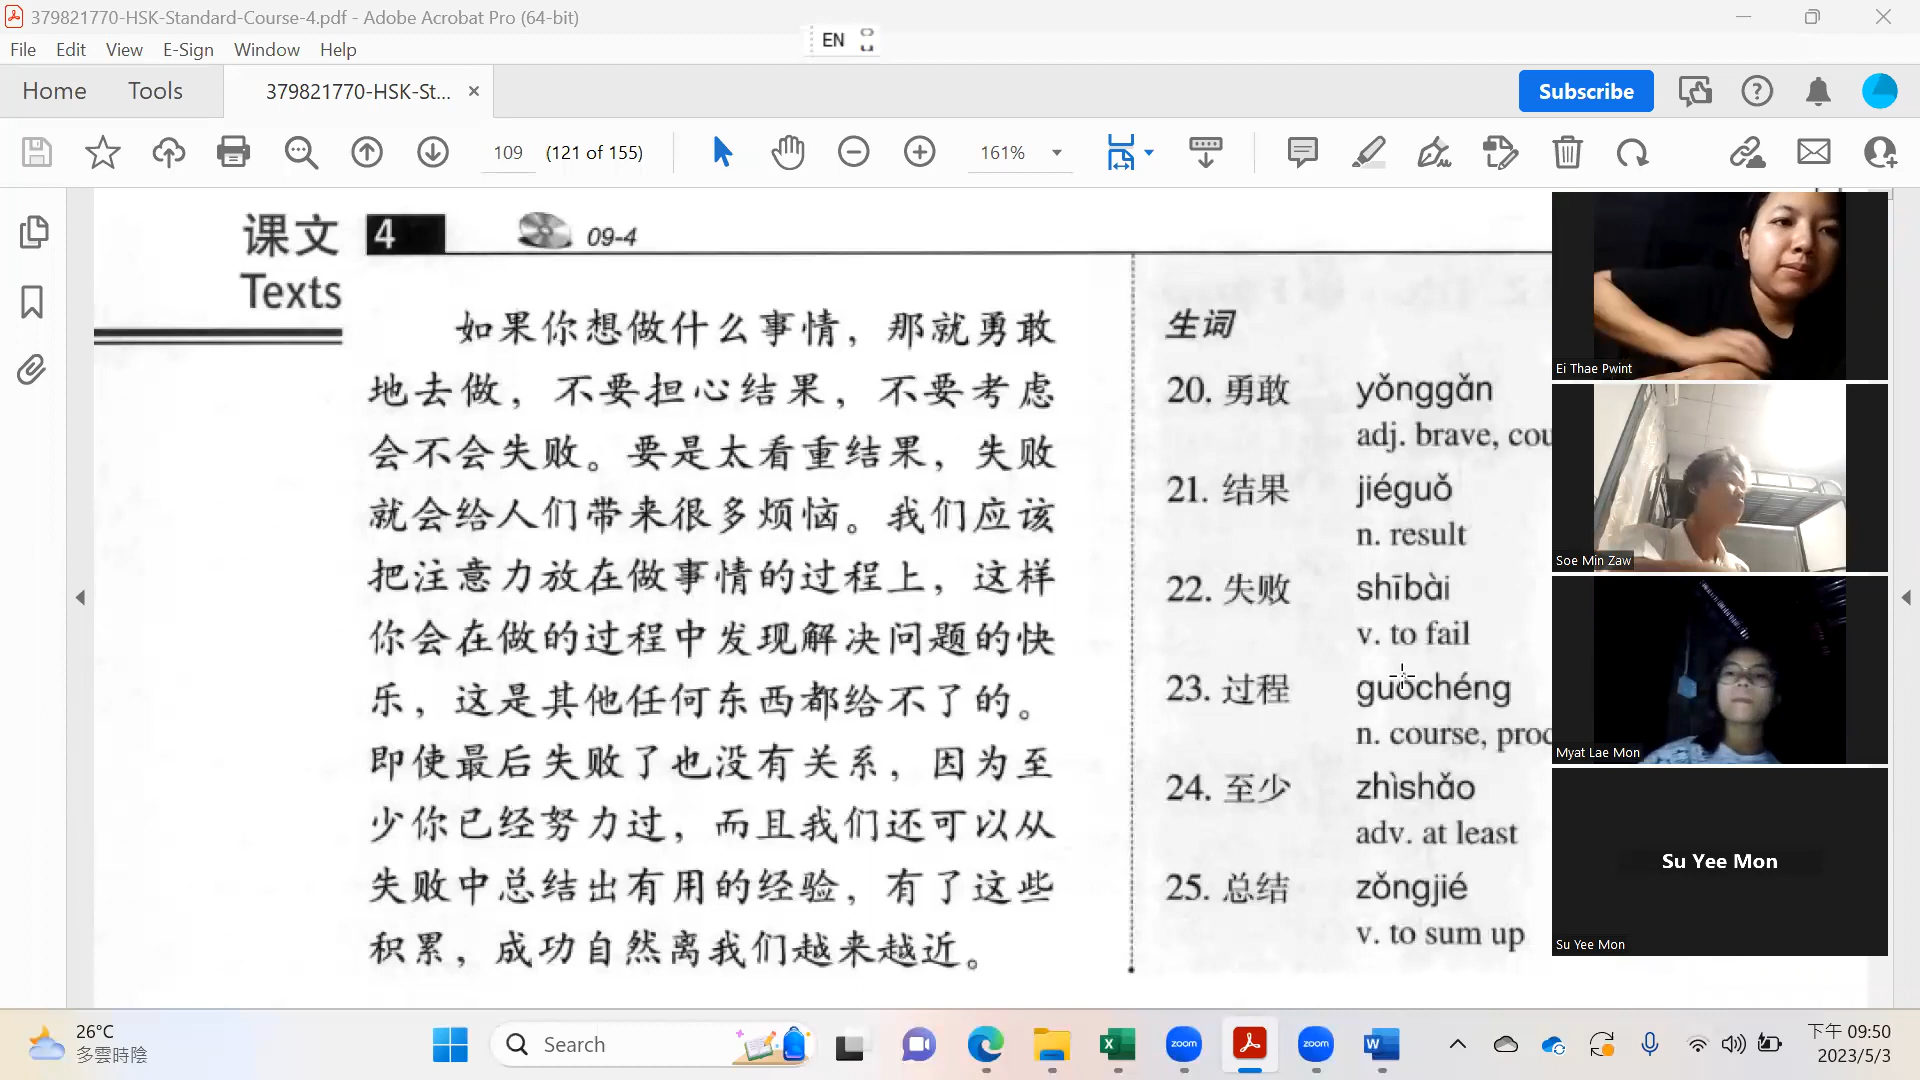 379821770-HSK-Standard-Course-4.pdf - Adobe Acrobat Pro (64-bit)
File Edit View E-Sign Window Help
EN
Home Tools 379821770-HSK-St... Subscribe
109 (121 of 155) 161%
课文 4 09-4
Texts
如果你想做什么事情，那就勇敢
地去做，不要担心结果，不要考虑
会不会失败。要是太看重结果，失败
就会给人们带来很多烦恼。我们应该
把注意力放在做事情的过程上，这样
你会在做的过程中发现解决问题的快
乐，这是其他任何东西都给不了的。
即使最后失败了也没有关系，因为至
少你已经努力过，而且我们还可以从
失败中总结出有用的经验，有了这些
积累，成功自然离我们越来越近。
生词
20. 勇敢 yǒnggǎn
adj. brave, cou
21. 结果 jiéguǒ
n. result
22. 失败 shībài
v. to fail
23. 过程 guòchéng
n. course, proc
24. 至少 zhìshǎo
adv. at least
25. 总结 zǒngjié
v. to sum up
Ei Thae Pwint
Soe Min Zaw
Myat Lae Mon
Su Yee Mon
Su Yee Mon
26°C
多雲時陰
Search
zoom
zoom
下午 09:50
2023/5/3